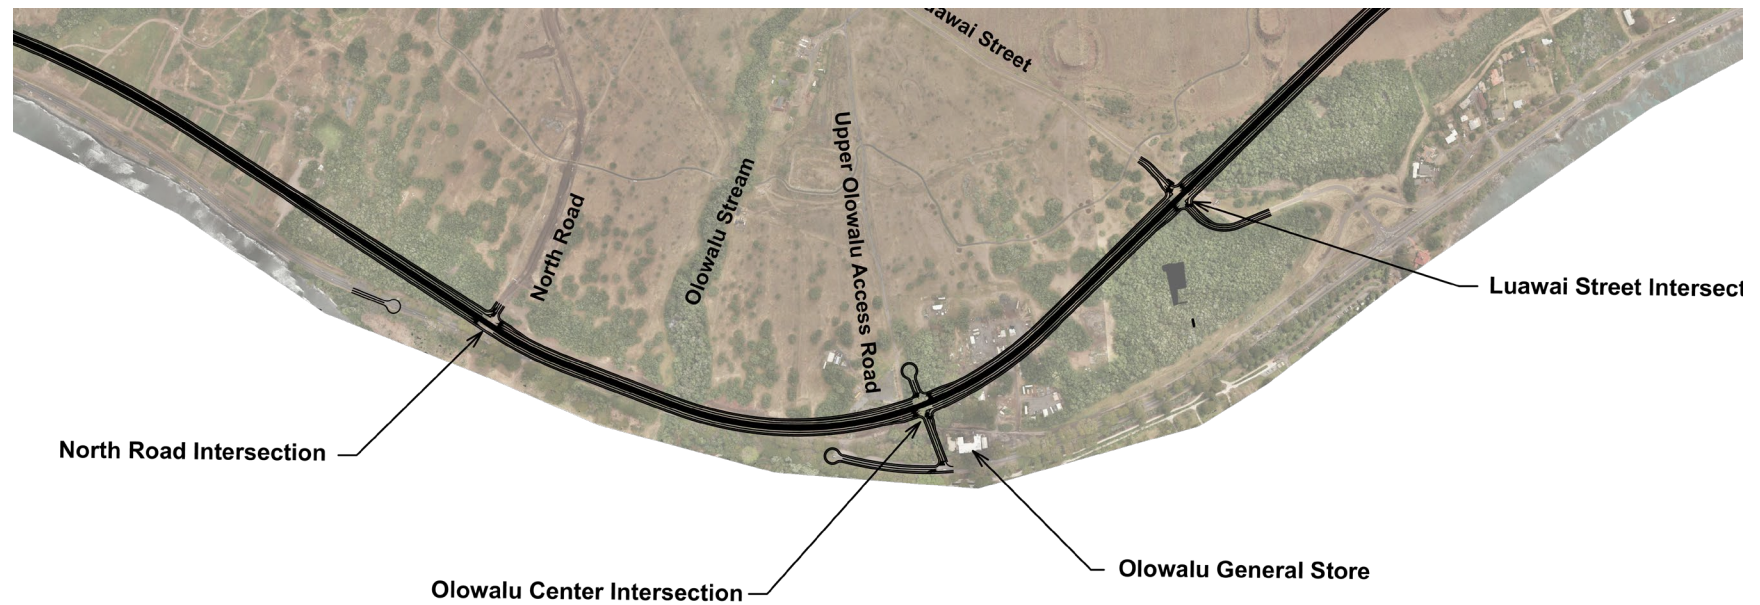 Street
Upper Olowalu Access Road
Olowalu Stream
North Road
Luawai Street Intersect
North Road Intersection
Olowalu General Store
Olowalu Center Intersection